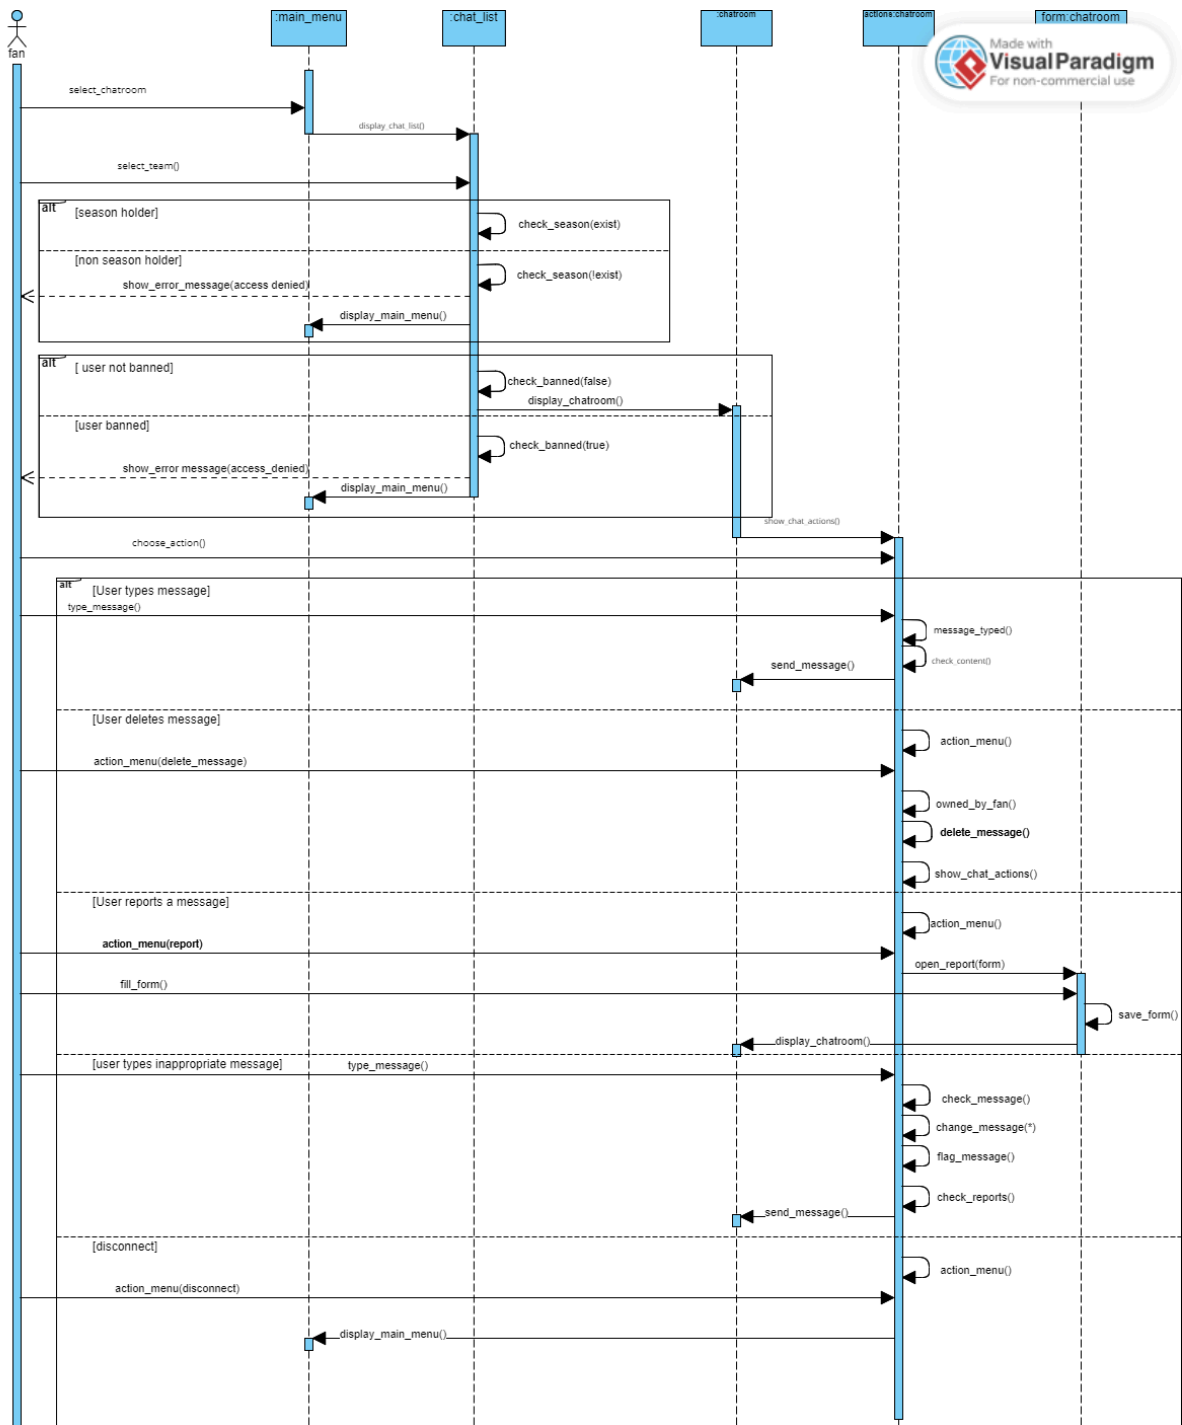 :main_menu
:chat_list
:chatroom
actions:chatroom
form:chatroom
fan
Made with
VisualParadigm
For non-commercial use
select_chatroom
display_chat_list()
select_team()
alt
[season holder]
check_season(exist)
[non season holder]
check_season(!exist)
show_error_message(access denied)
display_main_menu()
alt
[ user not banned]
check_banned(false)
display_chatroom()
[user banned]
check_banned(true)
show_error message(access_denied)
display_main_menu()
show_chat_actions()
choose_action()
alt
[User types message]
type_message()
message_typed()
check_content()
send_message()
[User deletes message]
action_menu()
action_menu(delete_message)
owned_by_fan()
delete_message()
show_chat_actions()
[User reports a message]
action_menu()
action_menu(report)
open_report(form)
fill_form()
save_form()
display_chatroom()
[user types inappropriate message]
type_message()
check_message()
change_message(*)
flag_message()
check_reports()
send_message()
[disconnect]
action_menu()
action_menu(disconnect)
display_main_menu()